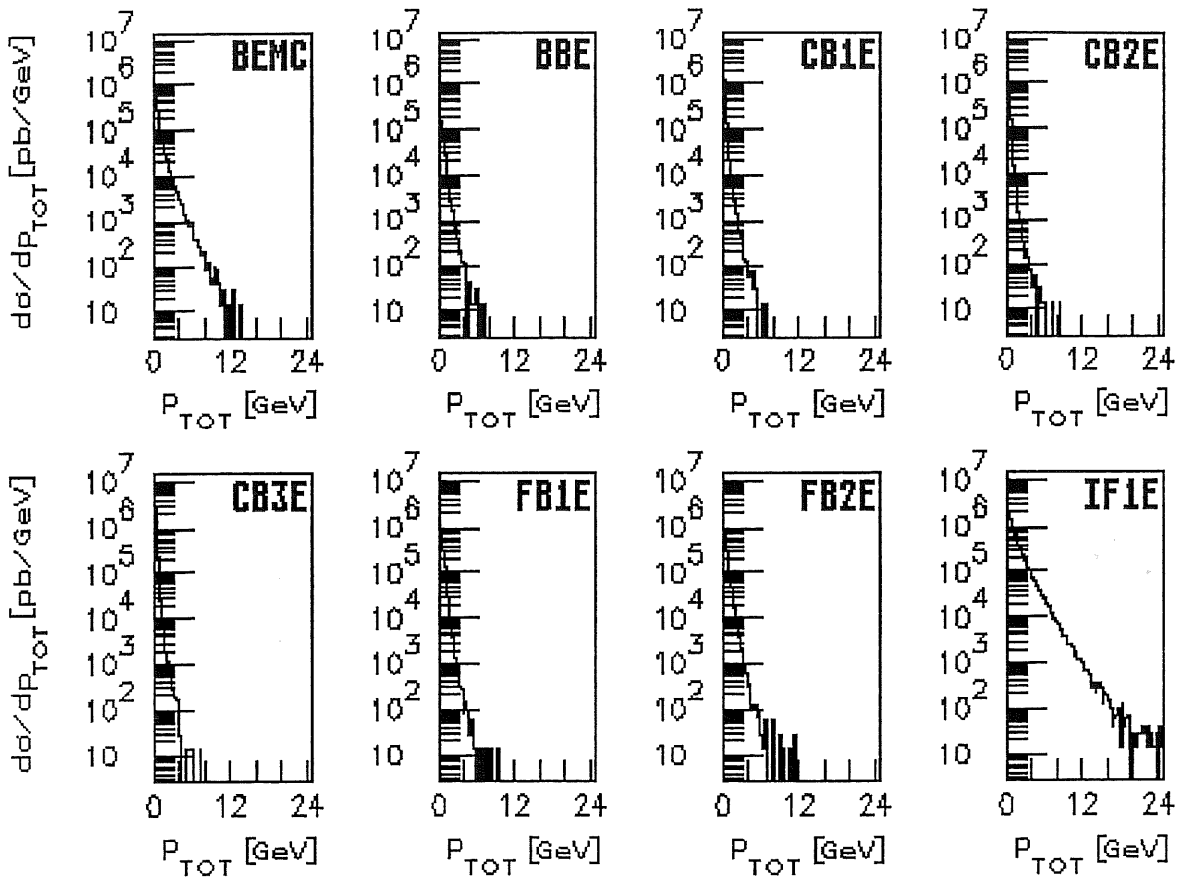 BEMC BBE CB1E CB2E
dσ/dP_TOT [pb/GeV]
10^7 10^7 10^7 10^7
10^6 10^6 10^6 10^6
10^5 10^5 10^5 10^5
10^4 10^4 10^4 10^4
10^3 10^3 10^3 10^3
10^2 10^2 10^2 10^2
10 10 10 10
0 12 24 0 12 24 0 12 24 0 12 24
P_TOT [GeV] P_TOT [GeV] P_TOT [GeV] P_TOT [GeV]
CB3E FB1E FB2E IF1E
dσ/dP_TOT [pb/GeV]
10^7 10^7 10^7 10^7
10^6 10^6 10^6 10^6
10^5 10^5 10^5 10^5
10^4 10^4 10^4 10^4
10^3 10^3 10^3 10^3
10^2 10^2 10^2 10^2
10 10 10 10
0 12 24 0 12 24 0 12 24 0 12 24
P_TOT [GeV] P_TOT [GeV] P_TOT [GeV] P_TOT [GeV]